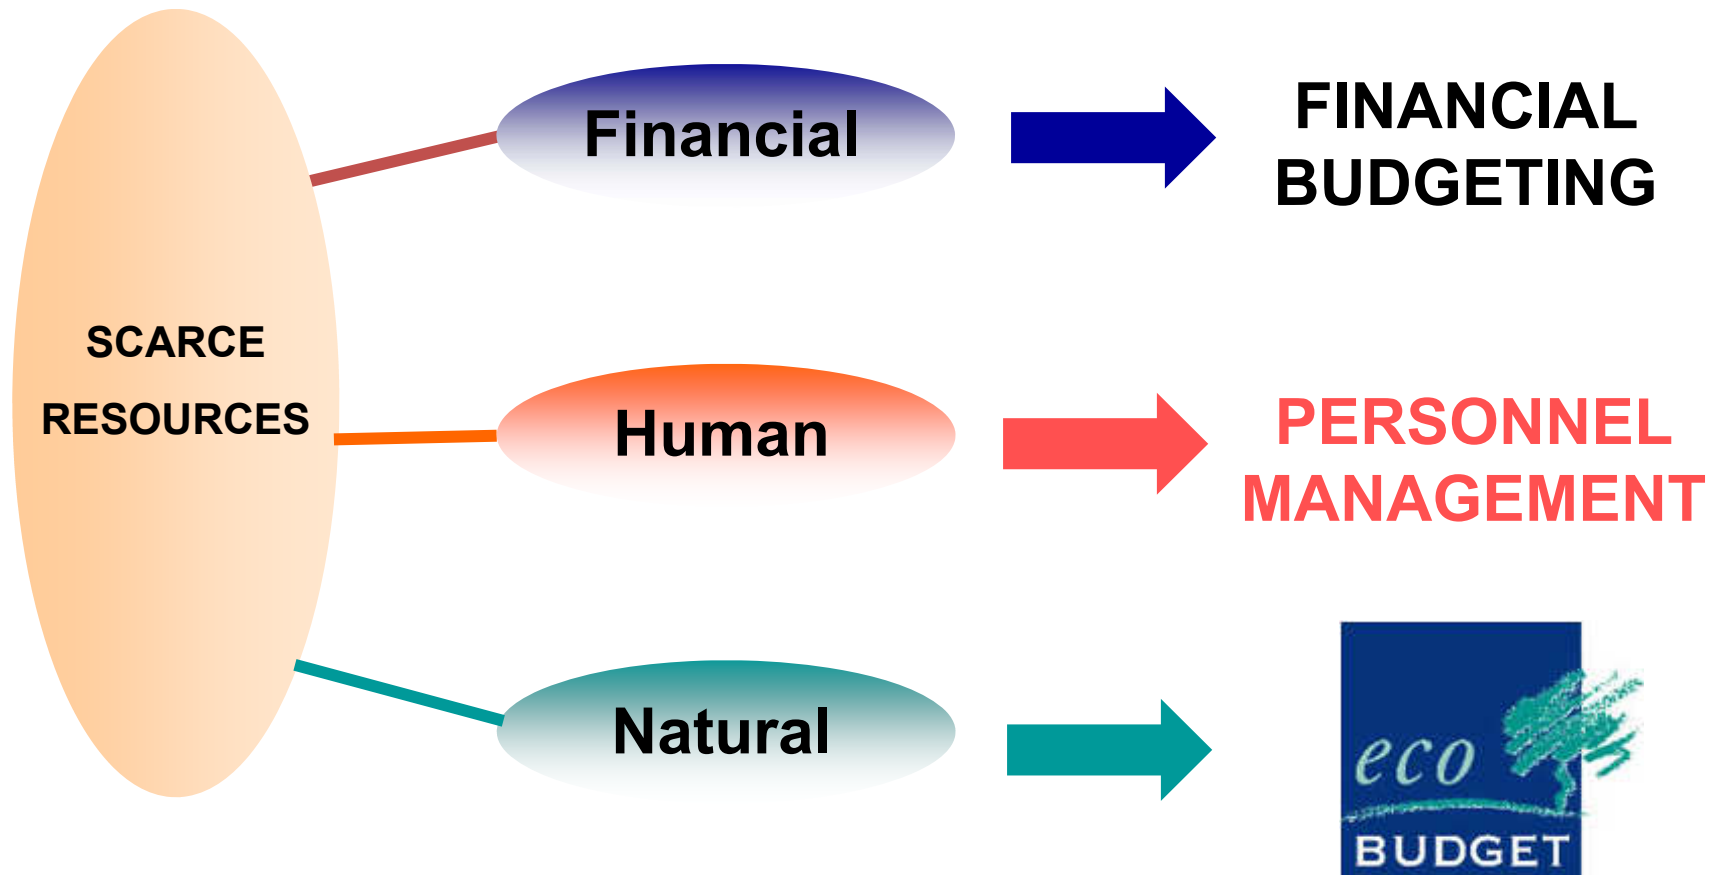 SCARCE
RESOURCES
Financial
FINANCIAL
BUDGETING
Human
PERSONNEL
MANAGEMENT
Natural
eco
BUDGET